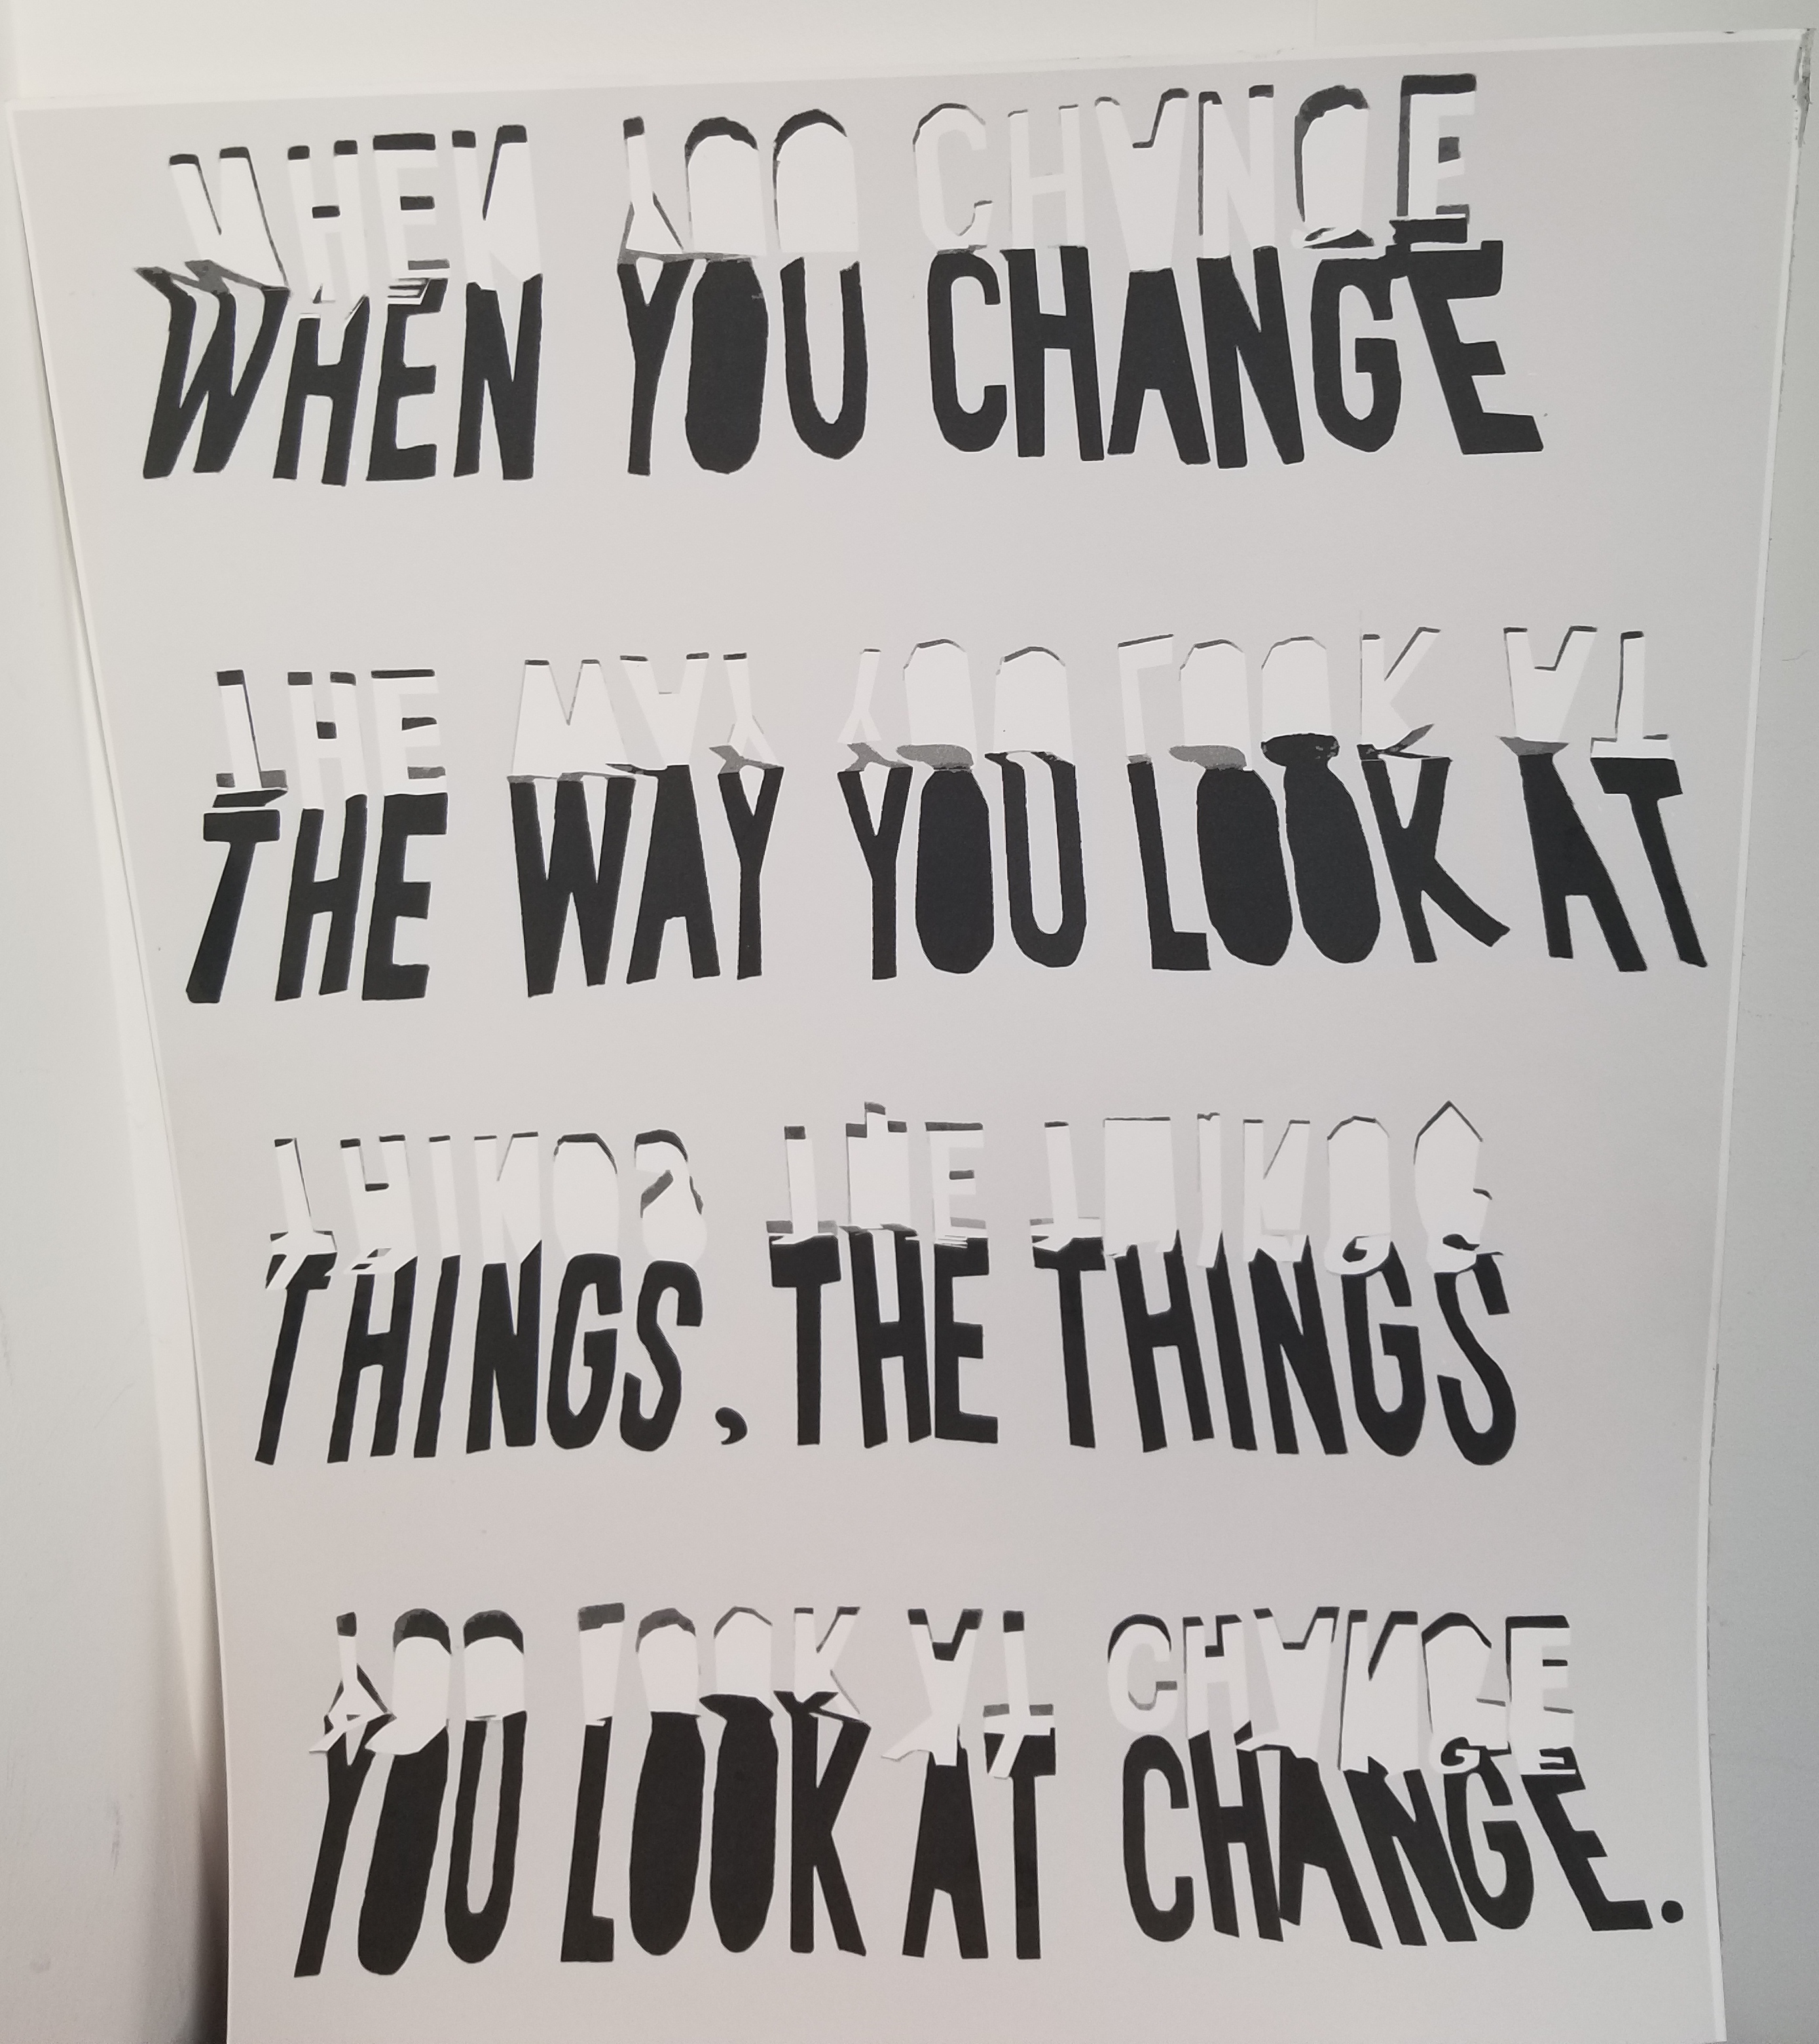 WHEN YOU CHANGE
THE WAY YOU LOOK AT
THINGS, THE THINGS
YOU LOOK AT CHANGE.